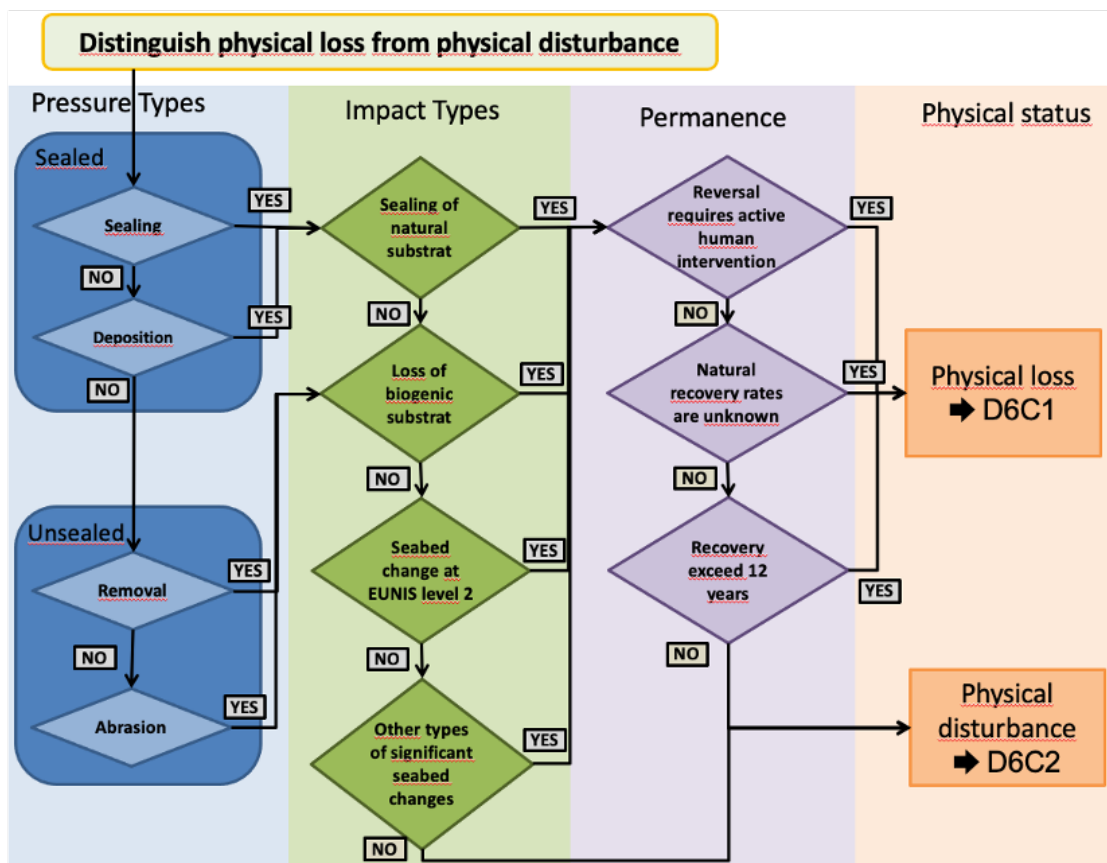 Distinguish physical loss from physical disturbance
Pressure Types
Impact Types
Permanence
Physical status
Sealed
Sealing
YES
NO
Deposition
YES
NO
Unsealed
Removal
YES
NO
Abrasion
YES
Sealing of
natural
substrat
YES
NO
Loss of
biogenic
substrat
YES
NO
Seabed
change at
EUNIS level 2
YES
NO
Other types
of significant
seabed
changes
YES
NO
Reversal
requires active
human
intervention
YES
NO
Natural
recovery rates
are unknown
YES
NO
Recovery
exceed 12
years
YES
NO
Physical loss
➡ D6C1
Physical
disturbance
➡ D6C2